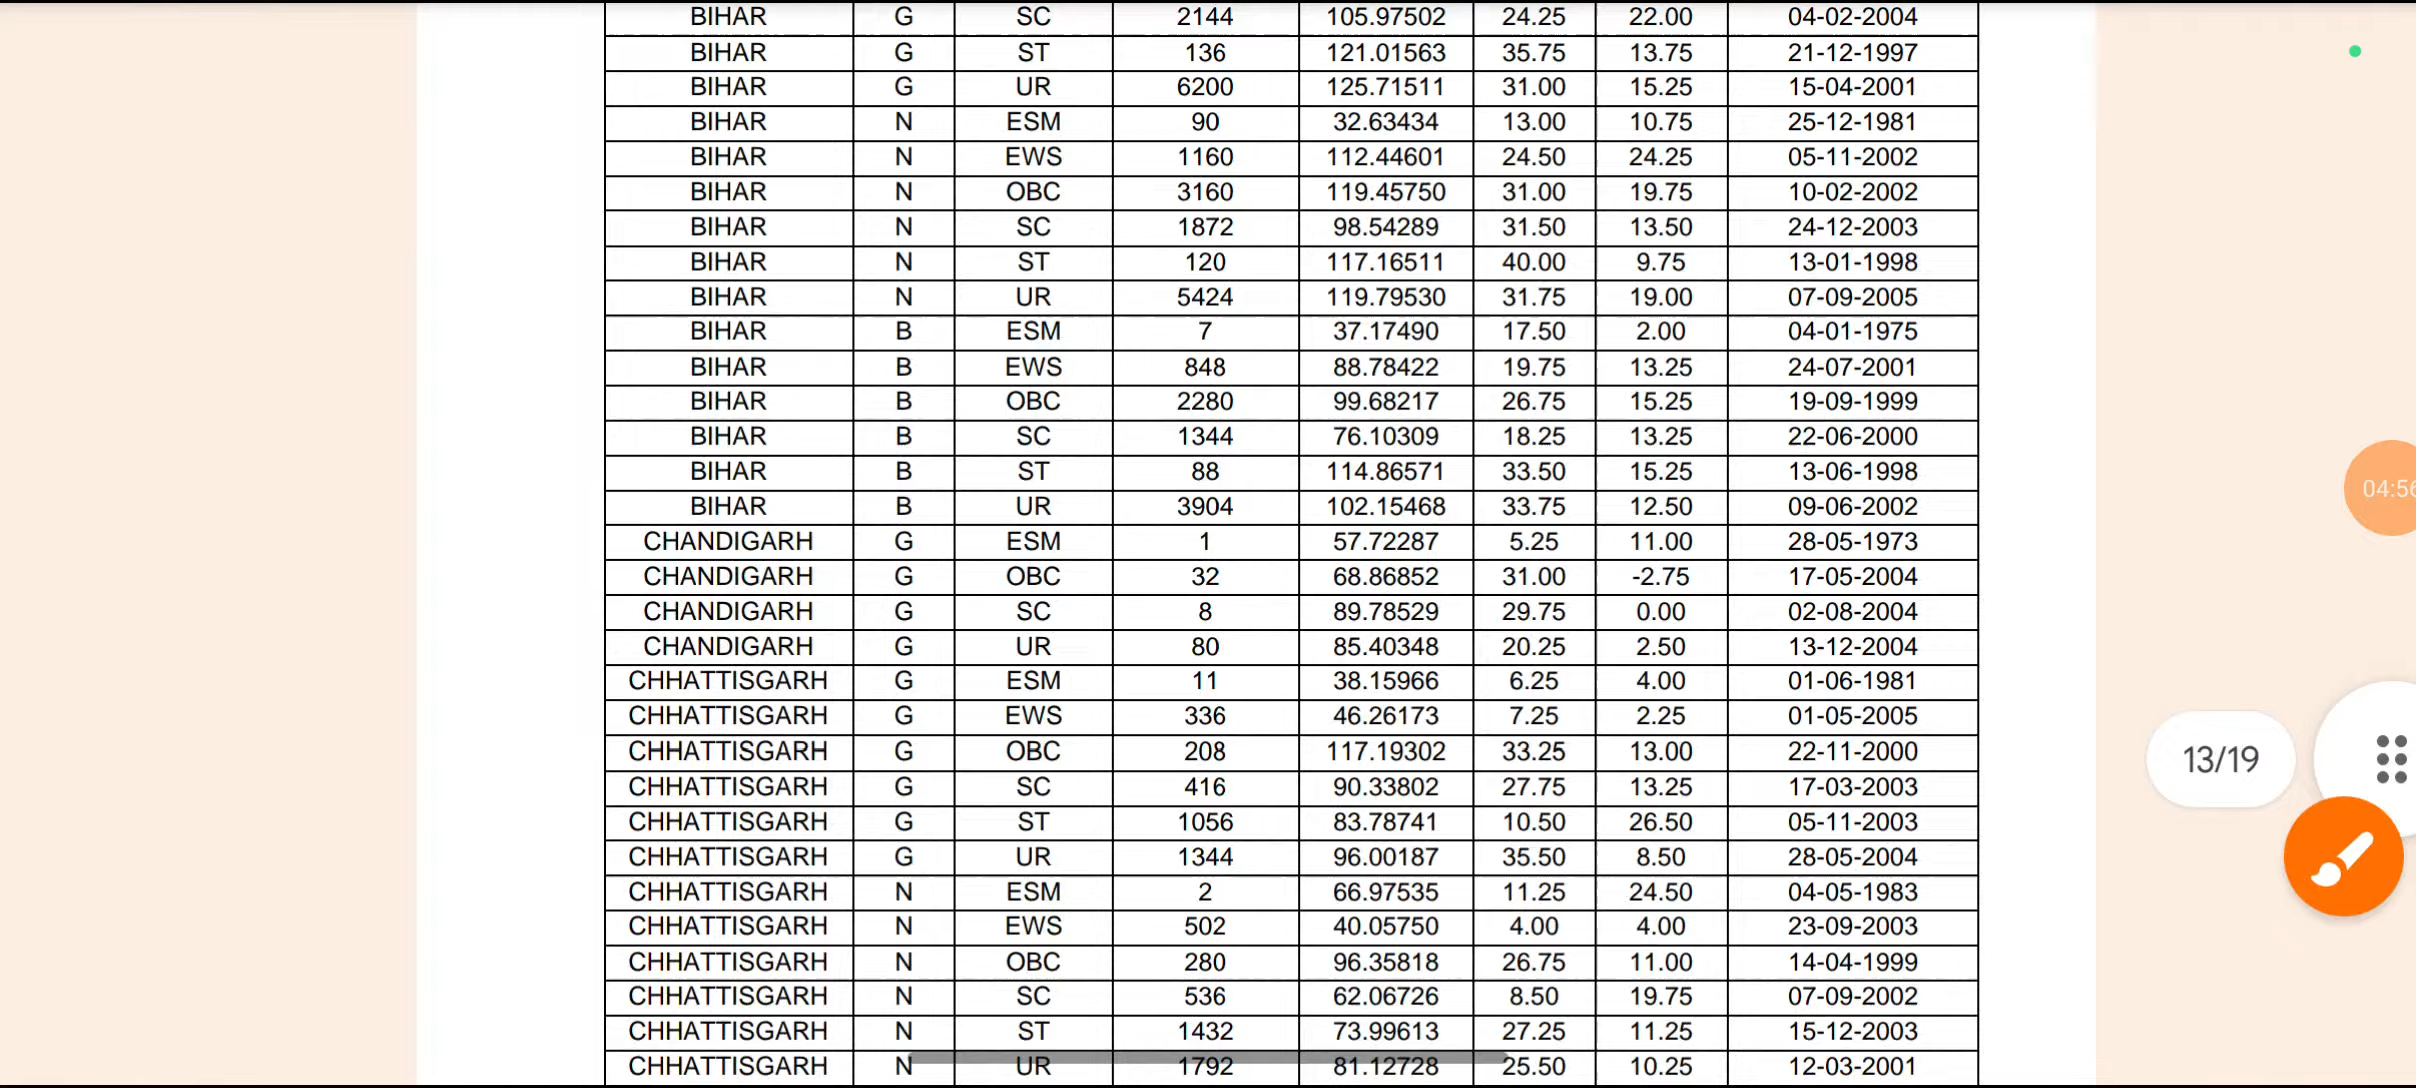 BIHAR G SC 2144 105.97502 24.25 22.00 04-02-2004
BIHAR G ST 136 121.01563 35.75 13.75 21-12-1997
BIHAR G UR 6200 125.71511 31.00 15.25 15-04-2001
BIHAR N ESM 90 32.63434 13.00 10.75 25-12-1981
BIHAR N EWS 1160 112.44601 24.50 24.25 05-11-2002
BIHAR N OBC 3160 119.45750 31.00 19.75 10-02-2002
BIHAR N SC 1872 98.54289 31.50 13.50 24-12-2003
BIHAR N ST 120 117.16511 40.00 9.75 13-01-1998
BIHAR N UR 5424 119.79530 31.75 19.00 07-09-2005
BIHAR B ESM 7 37.17490 17.50 2.00 04-01-1975
BIHAR B EWS 848 88.78422 19.75 13.25 24-07-2001
BIHAR B OBC 2280 99.68217 26.75 15.25 19-09-1999
BIHAR B SC 1344 76.10309 18.25 13.25 22-06-2000
BIHAR B ST 88 114.86571 33.50 15.25 13-06-1998
BIHAR B UR 3904 102.15468 33.75 12.50 09-06-2002
CHANDIGARH G ESM 1 57.72287 5.25 11.00 28-05-1973
CHANDIGARH G OBC 32 68.86852 31.00 -2.75 17-05-2004
CHANDIGARH G SC 8 89.78529 29.75 0.00 02-08-2004
CHANDIGARH G UR 80 85.40348 20.25 2.50 13-12-2004
CHHATTISGARH G ESM 11 38.15966 6.25 4.00 01-06-1981
CHHATTISGARH G EWS 336 46.26173 7.25 2.25 01-05-2005
CHHATTISGARH G OBC 208 117.19302 33.25 13.00 22-11-2000
CHHATTISGARH G SC 416 90.33802 27.75 13.25 17-03-2003
CHHATTISGARH G ST 1056 83.78741 10.50 26.50 05-11-2003
CHHATTISGARH G UR 1344 96.00187 35.50 8.50 28-05-2004
CHHATTISGARH N ESM 2 66.97535 11.25 24.50 04-05-1983
CHHATTISGARH N EWS 502 40.05750 4.00 4.00 23-09-2003
CHHATTISGARH N OBC 280 96.35818 26.75 11.00 14-04-1999
CHHATTISGARH N SC 536 62.06726 8.50 19.75 07-09-2002
CHHATTISGARH N ST 1432 73.99613 27.25 11.25 15-12-2003
CHHATTISGARH N UR 1792 81.12728 25.50 10.25 12-03-2001
04:56
13/19